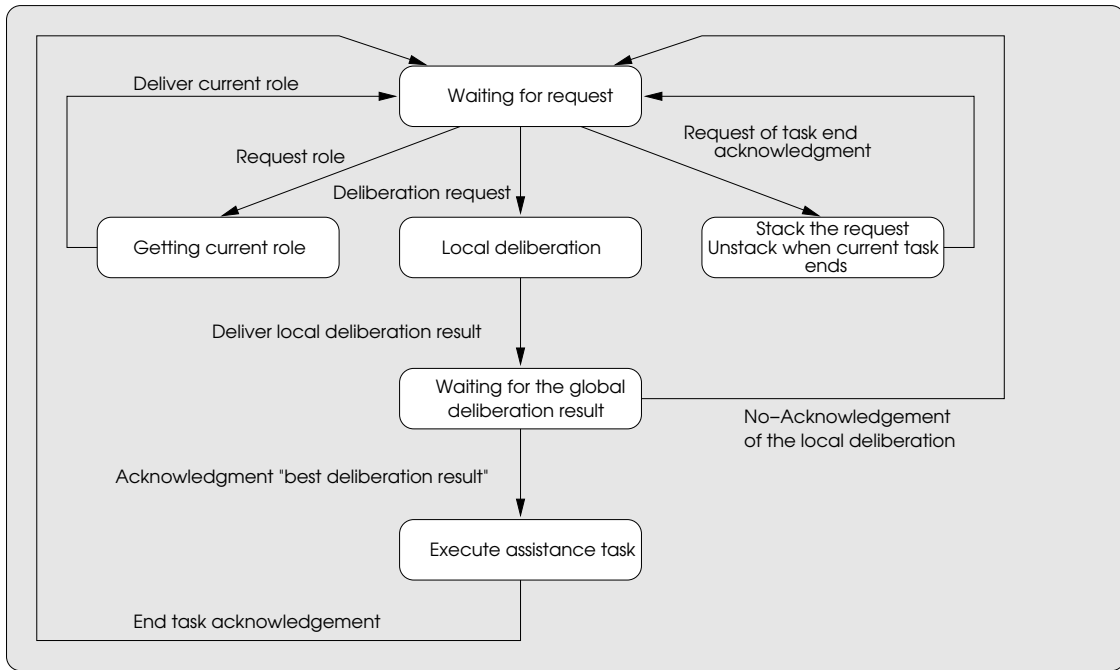 Deliver current role
Waiting for request
Request of task end
acknowledgment
Request role
Deliberation request
Getting current role
Local deliberation
Stack the request
Unstack when current task
ends
Deliver local deliberation result
Waiting for the global
deliberation result
No–Acknowledgement
of the local deliberation
Acknowledgment "best deliberation result"
Execute assistance task
End task acknowledgement